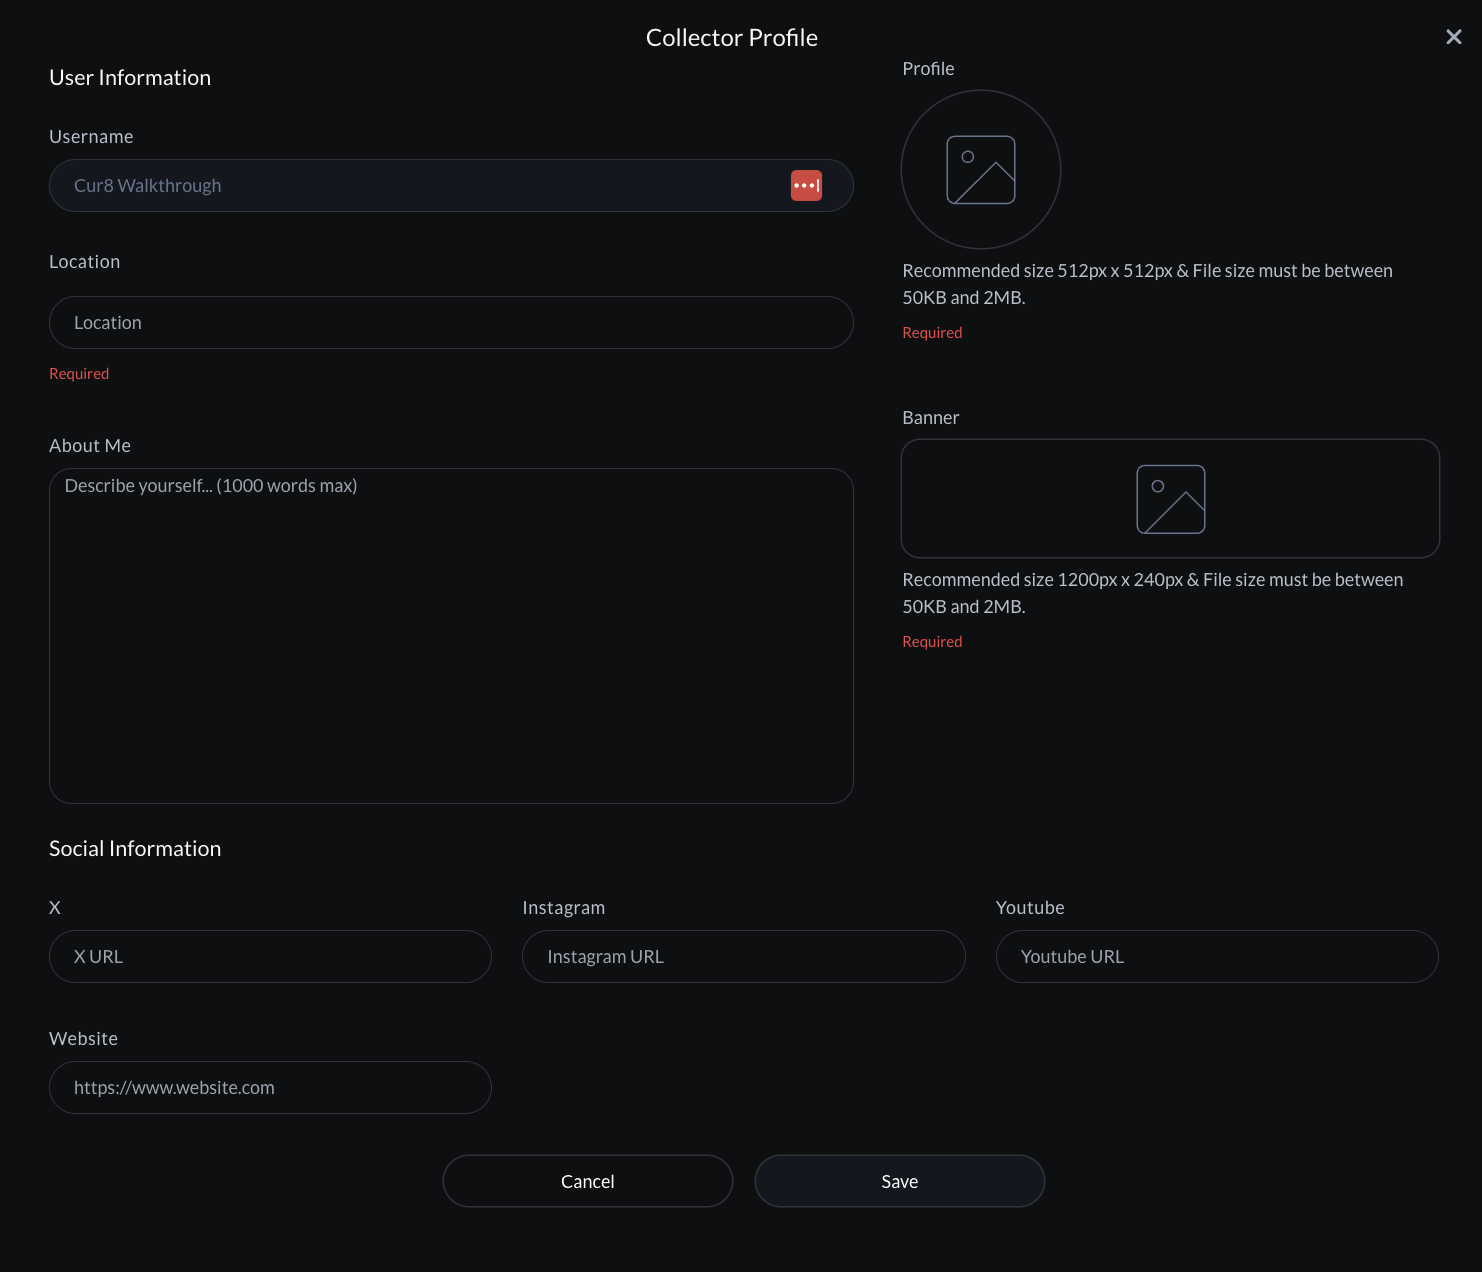 Collector Profile
User Information
Username
Cur8 Walkthrough
Location
Location
Required
About Me
Describe yourself... (1000 words max)
Profile
Recommended size 512px x 512px & File size must be between
50KB and 2MB.
Required
Banner
Recommended size 1200px x 240px & File size must be between
50KB and 2MB.
Required
Social Information
X
X URL
Instagram
Instagram URL
Youtube
Youtube URL
Website
https://www.website.com
Cancel
Save